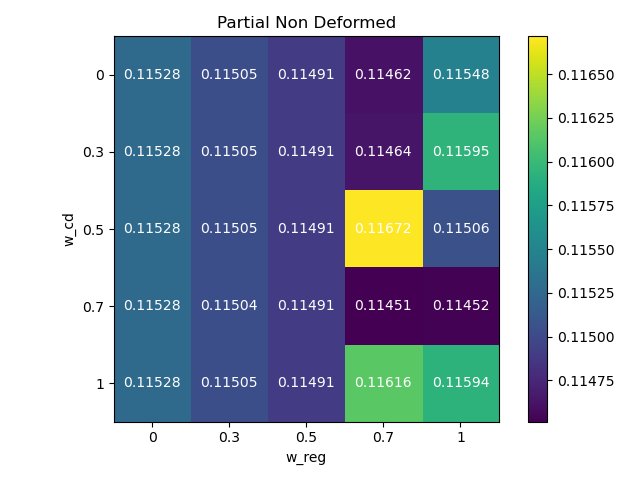 Partial Non Deformed
0 0.11528 0.11505 0.11491 0.11462 0.11548
0.3 0.11528 0.11505 0.11491 0.11464 0.11595
0.5 0.11528 0.11505 0.11491 0.11672 0.11506
0.7 0.11528 0.11504 0.11491 0.11451 0.11452
1 0.11528 0.11505 0.11491 0.11616 0.11594
0 0.3 0.5 0.7 1
w_reg
w_cd
0.11650
0.11625
0.11600
0.11575
0.11550
0.11525
0.11500
0.11475